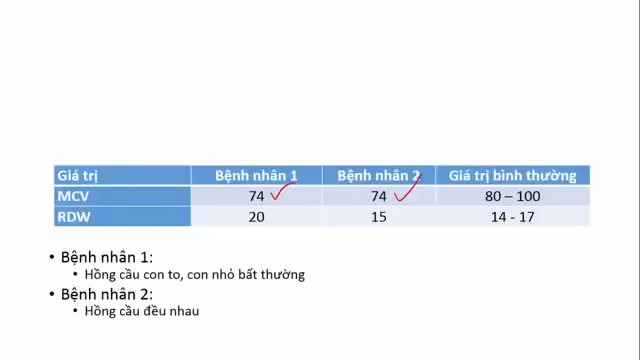 Giá trị Bệnh nhân 1 Bệnh nhân 2 Giá trị bình thường
MCV 74 74 80 – 100
RDW 20 15 14 - 17
• Bệnh nhân 1:
• Hồng cầu con to, con nhỏ bất thường
• Bệnh nhân 2:
• Hồng cầu đều nhau